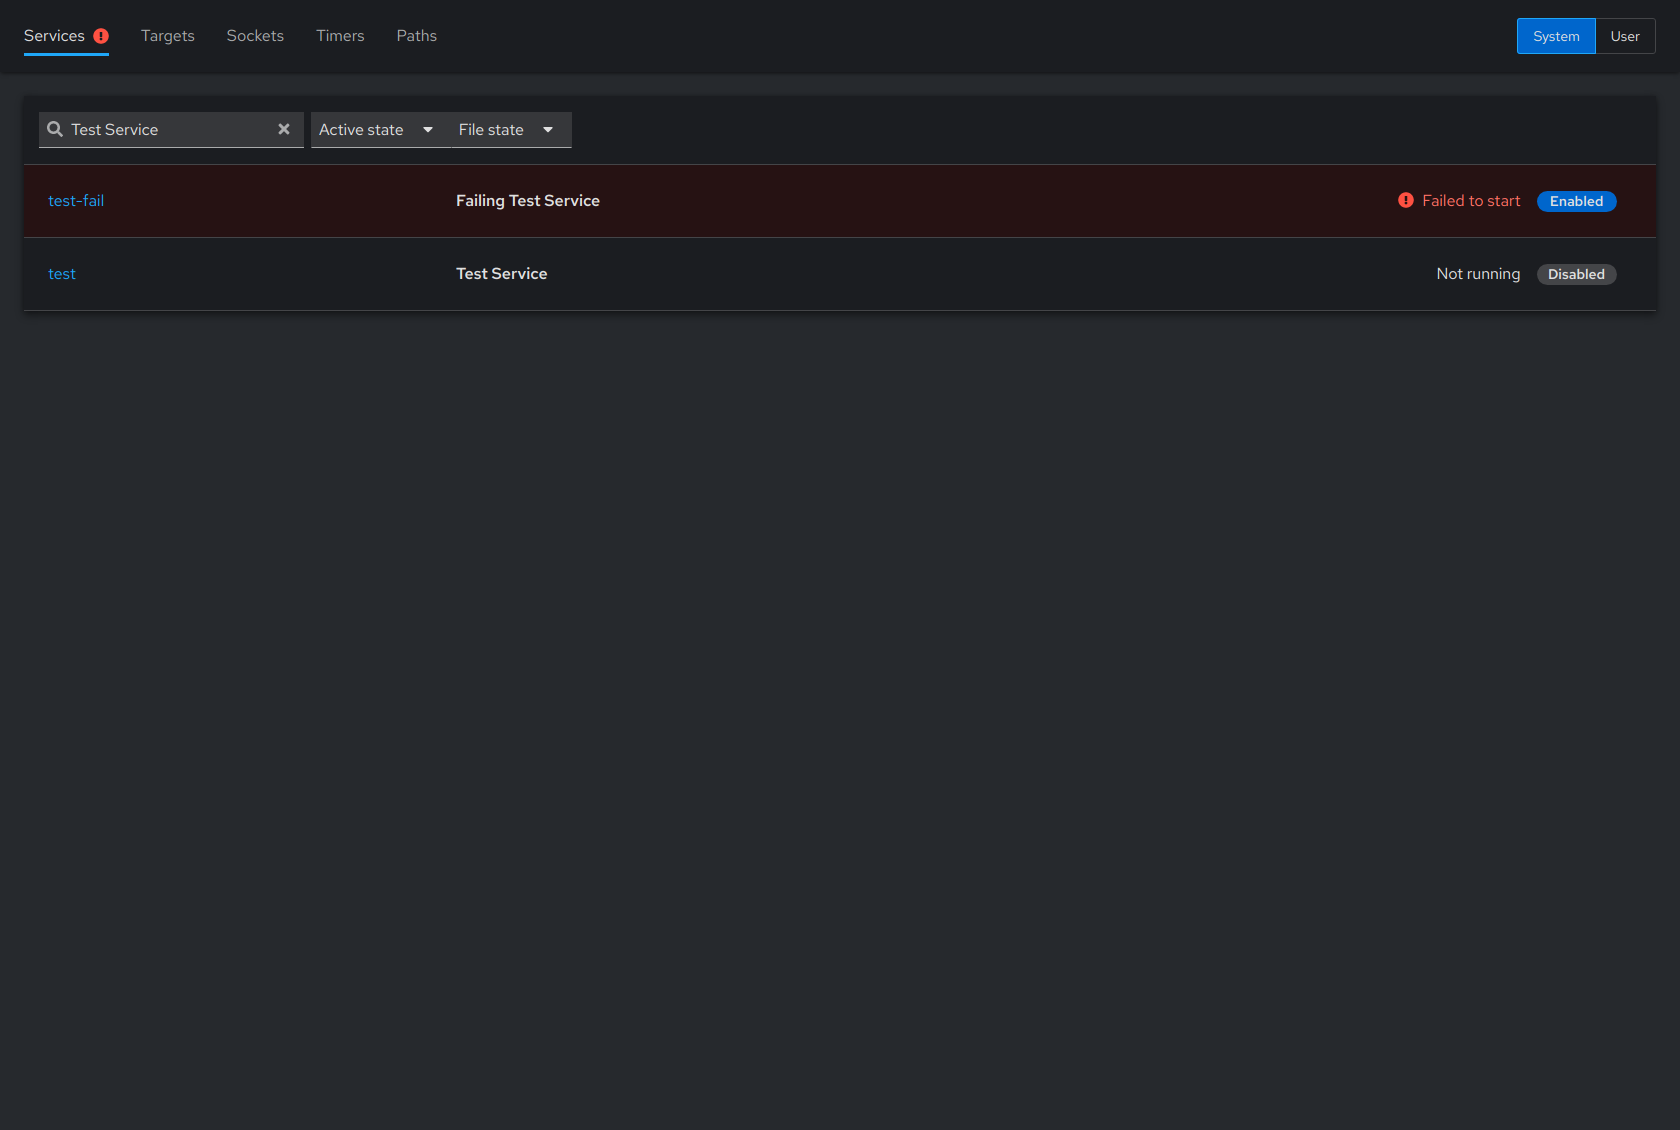 Services Targets Sockets Timers Paths System User
Test Service Active state File state
test-fail Failing Test Service Failed to start Enabled
test Test Service Not running Disabled